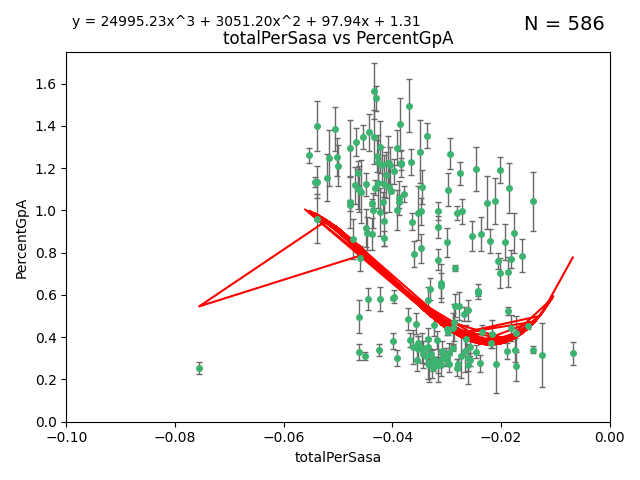 y = 24995.23x^3 + 3051.20x^2 + 97.94x + 1.31
N = 586
totalPerSasa vs PercentGpA
PercentGpA
1.6
1.4
1.2
1.0
0.8
0.6
0.4
0.2
0.0
−0.10 −0.08 −0.06 −0.04 −0.02 0.00
totalPerSasa